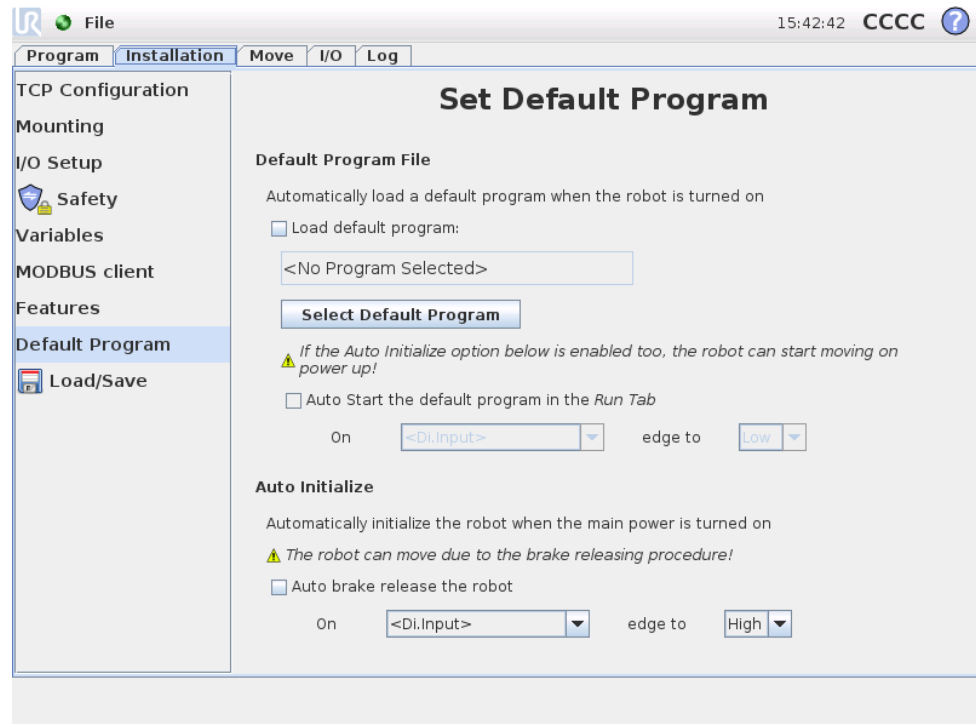 UR File 15:42:42 CCCC ?
Program Installation Move I/O Log
TCP Configuration
Mounting
I/O Setup
Safety
Variables
MODBUS client
Features
Default Program
Load/Save
Set Default Program
Default Program File
Automatically load a default program when the robot is turned on
Load default program:
<No Program Selected>
Select Default Program
If the Auto Initialize option below is enabled too, the robot can start moving on
power up!
Auto Start the default program in the Run Tab
On <Di.Input> edge to Low
Auto Initialize
Automatically initialize the robot when the main power is turned on
The robot can move due to the brake releasing procedure!
Auto brake release the robot
On <Di.Input> edge to High